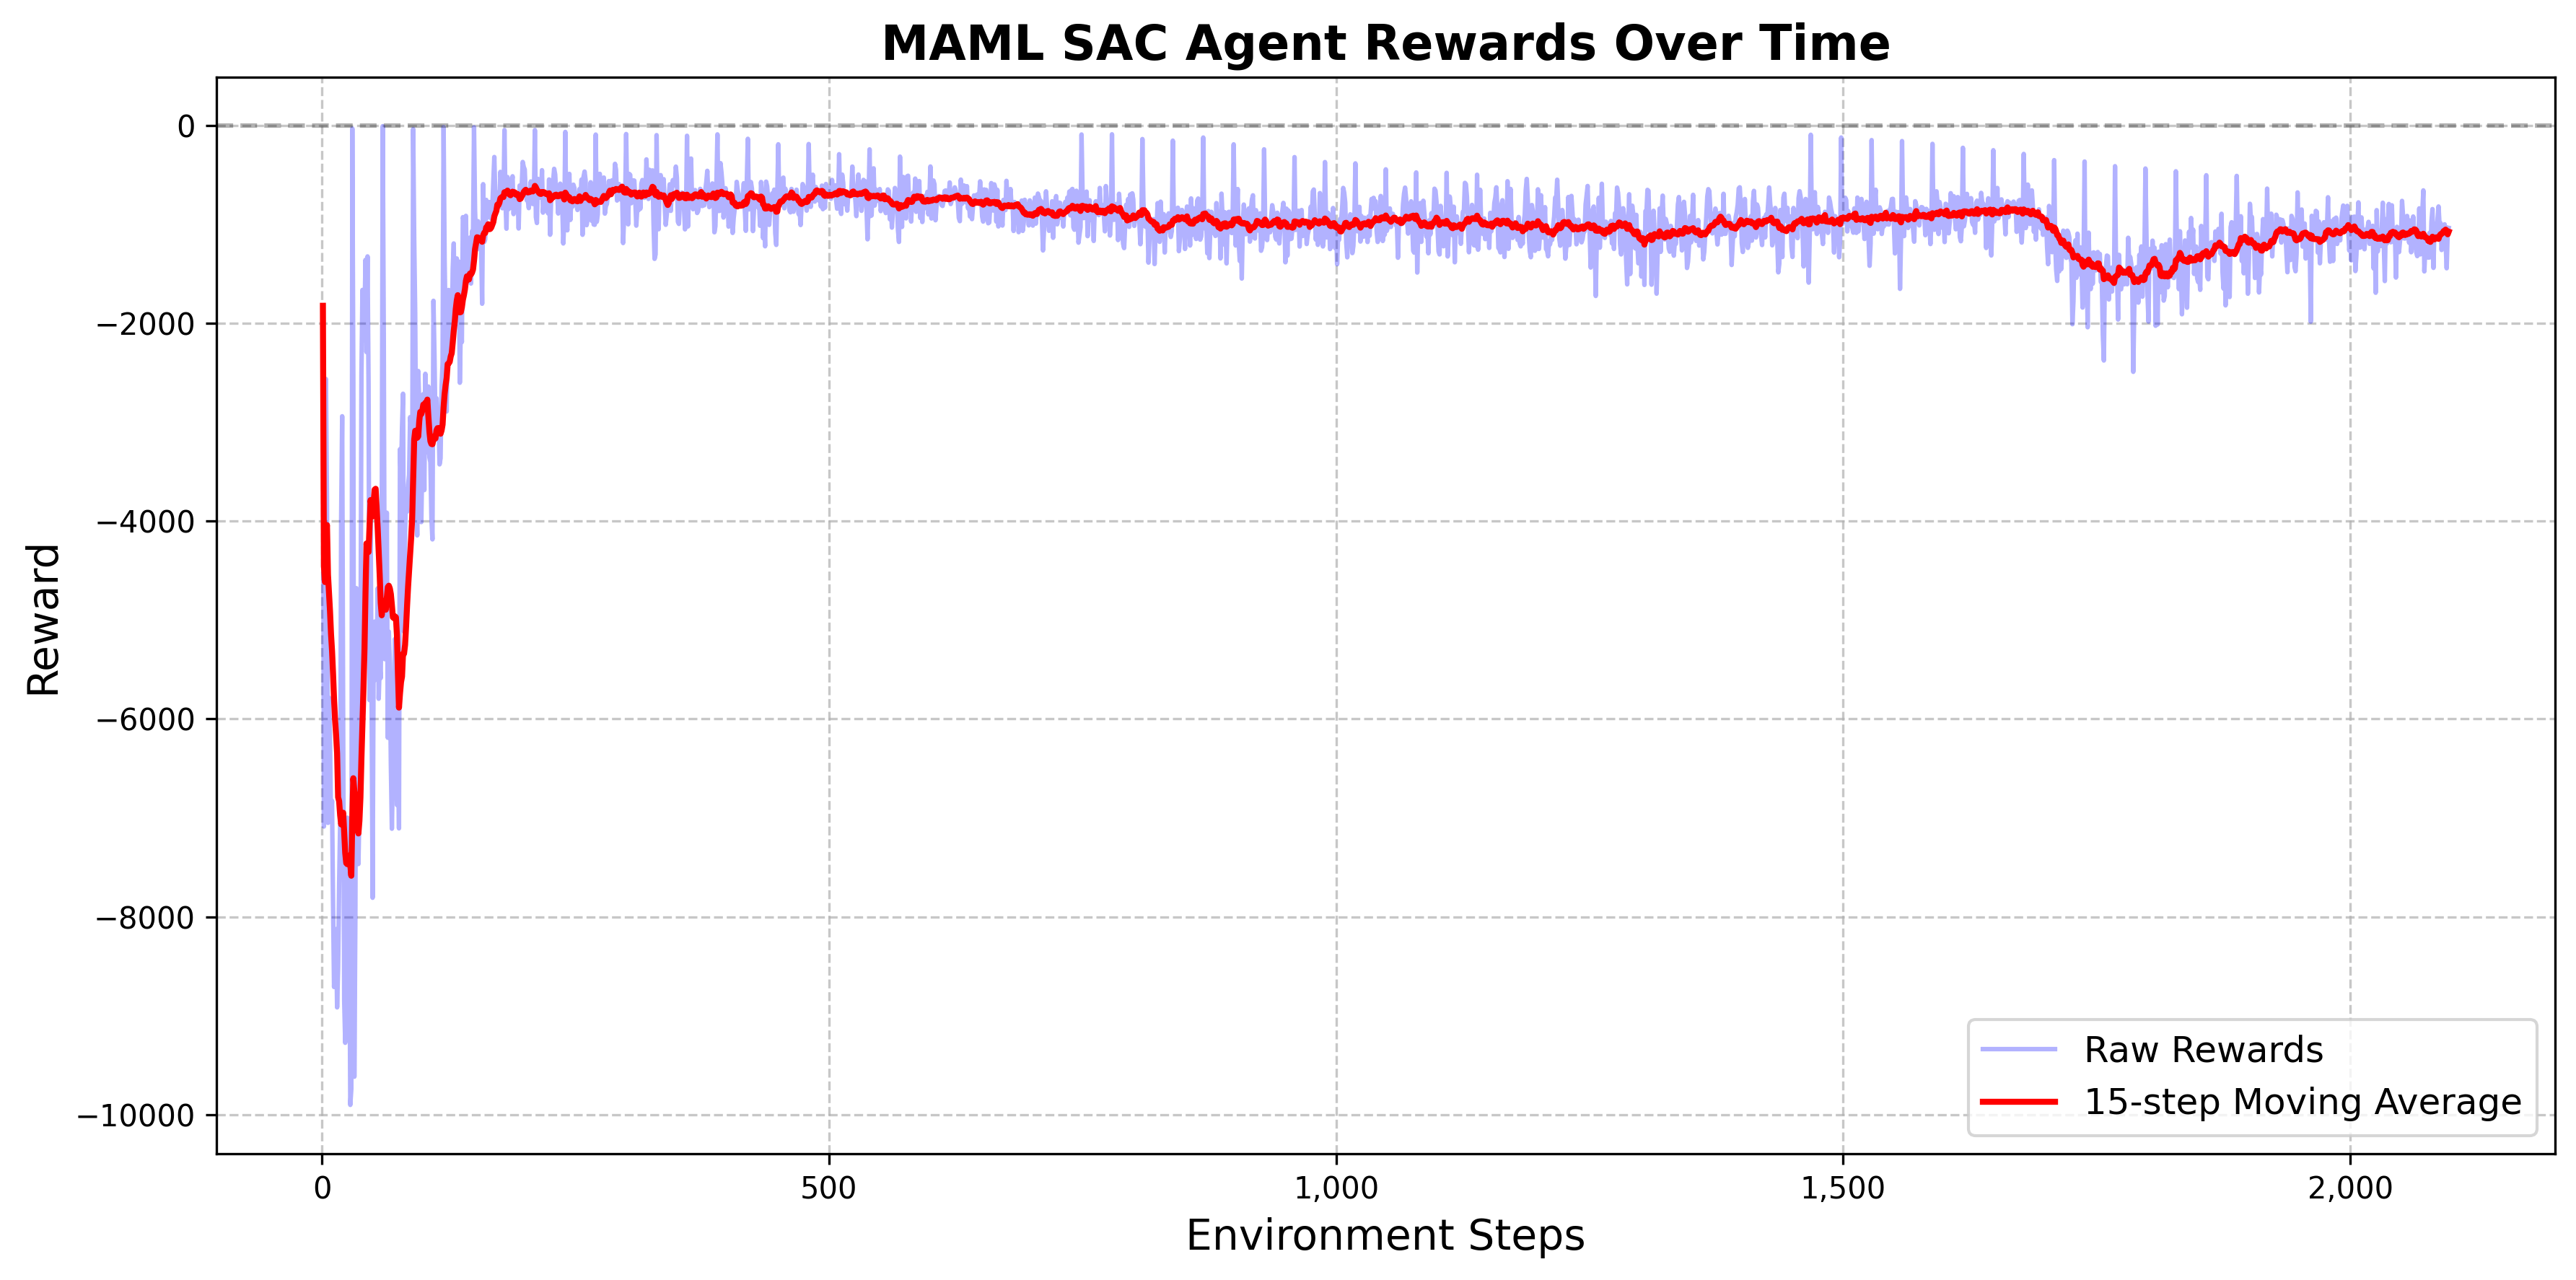 MAML SAC Agent Rewards Over Time
Reward
0
−2000
−4000
−6000
−8000
−10000
Raw Rewards
15-step Moving Average
0
500
1,000
1,500
2,000
Environment Steps